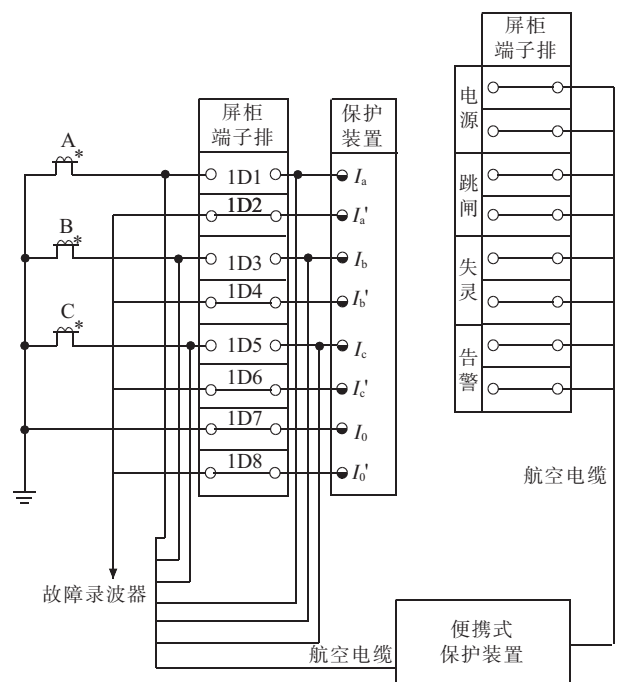 屏柜
端子排
电源
跳闸
失灵
告警
航空电缆
屏柜
端子排
保护
装置
A
*
B
*
C
*
1D1
1D2
1D3
1D4
1D5
1D6
1D7
1D8
Ia
Ia'
Ib
Ib'
Ic
Ic'
I0
I0'
故障录波器
航空电缆
便携式
保护装置